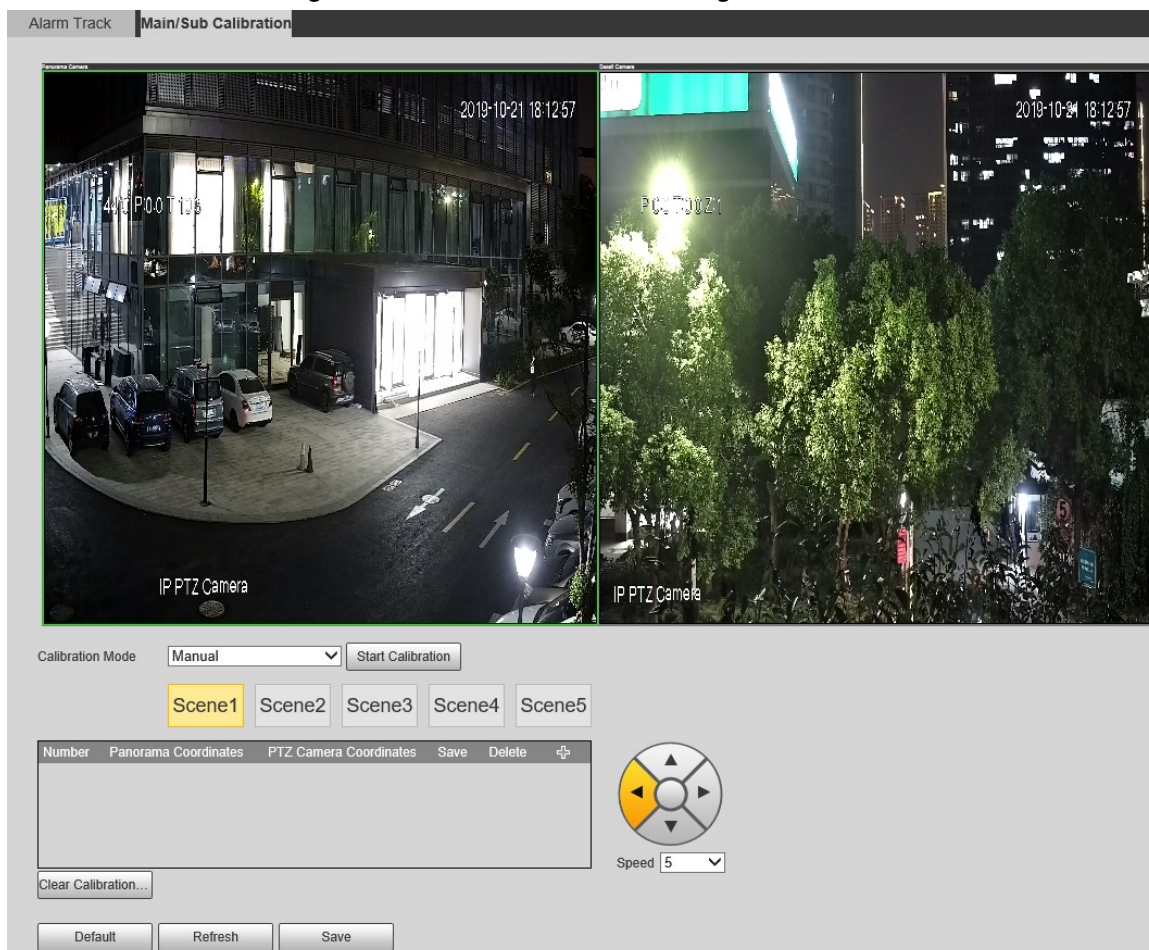 Alarm Track Main/Sub Calibration
Panorama Camera
Detail Camera
2019-10-21 18:12:57
2019-10-21 18:12:57
IP PTZ Camera
IP PTZ Camera
5
Calibration Mode Manual Start Calibration
Scene1 Scene2 Scene3 Scene4 Scene5
Number Panorama Coordinates PTZ Camera Coordinates Save Delete
Speed 5
Clear Calibration...
Default Refresh Save